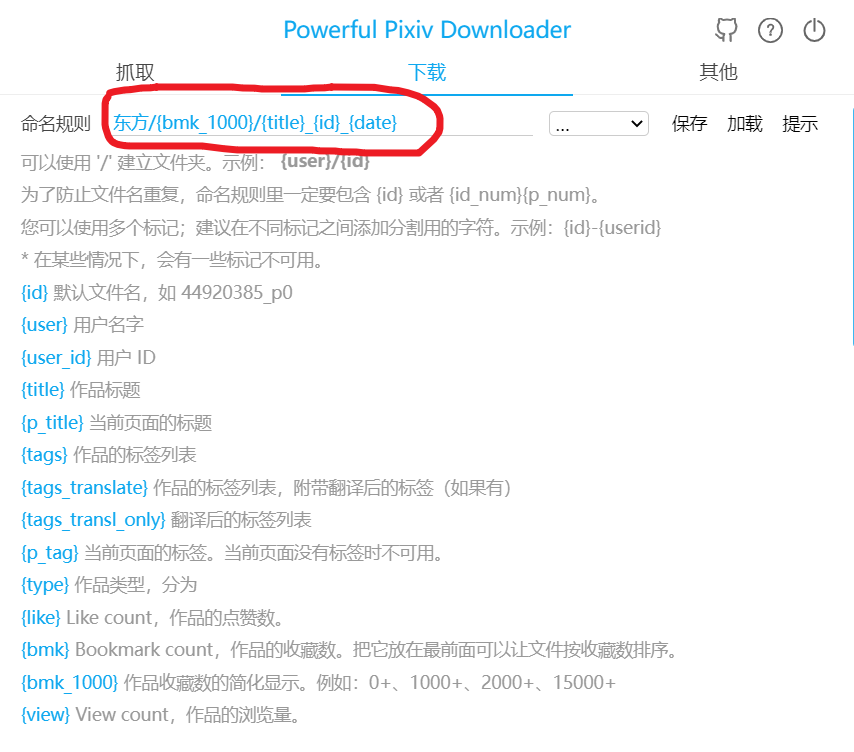 Powerful Pixiv Downloader
抓取 下载 其他
命名规则 东方/{bmk_1000}/{title}_{id}_{date} ... 保存 加载 提示
可以使用 '/' 建立文件夹。示例： {user}/{id}
为了防止文件名重复，命名规则里一定要包含 {id} 或者 {id_num}{p_num}。
您可以使用多个标记；建议在不同标记之间添加分割用的字符。示例：{id}-{userid}
* 在某些情况下，会有一些标记不可用。
{id} 默认文件名，如 44920385_p0
{user} 用户名字
{user_id} 用户 ID
{title} 作品标题
{p_title} 当前页面的标题
{tags} 作品的标签列表
{tags_translate} 作品的标签列表，附带翻译后的标签（如果有）
{tags_transl_only} 翻译后的标签列表
{p_tag} 当前页面的标签。当前页面没有标签时不可用。
{type} 作品类型，分为
{like} Like count，作品的点赞数。
{bmk} Bookmark count，作品的收藏数。把它放在最前面可以让文件按收藏数排序。
{bmk_1000} 作品收藏数的简化显示。例如：0+、1000+、2000+、15000+
{view} View count，作品的浏览量。